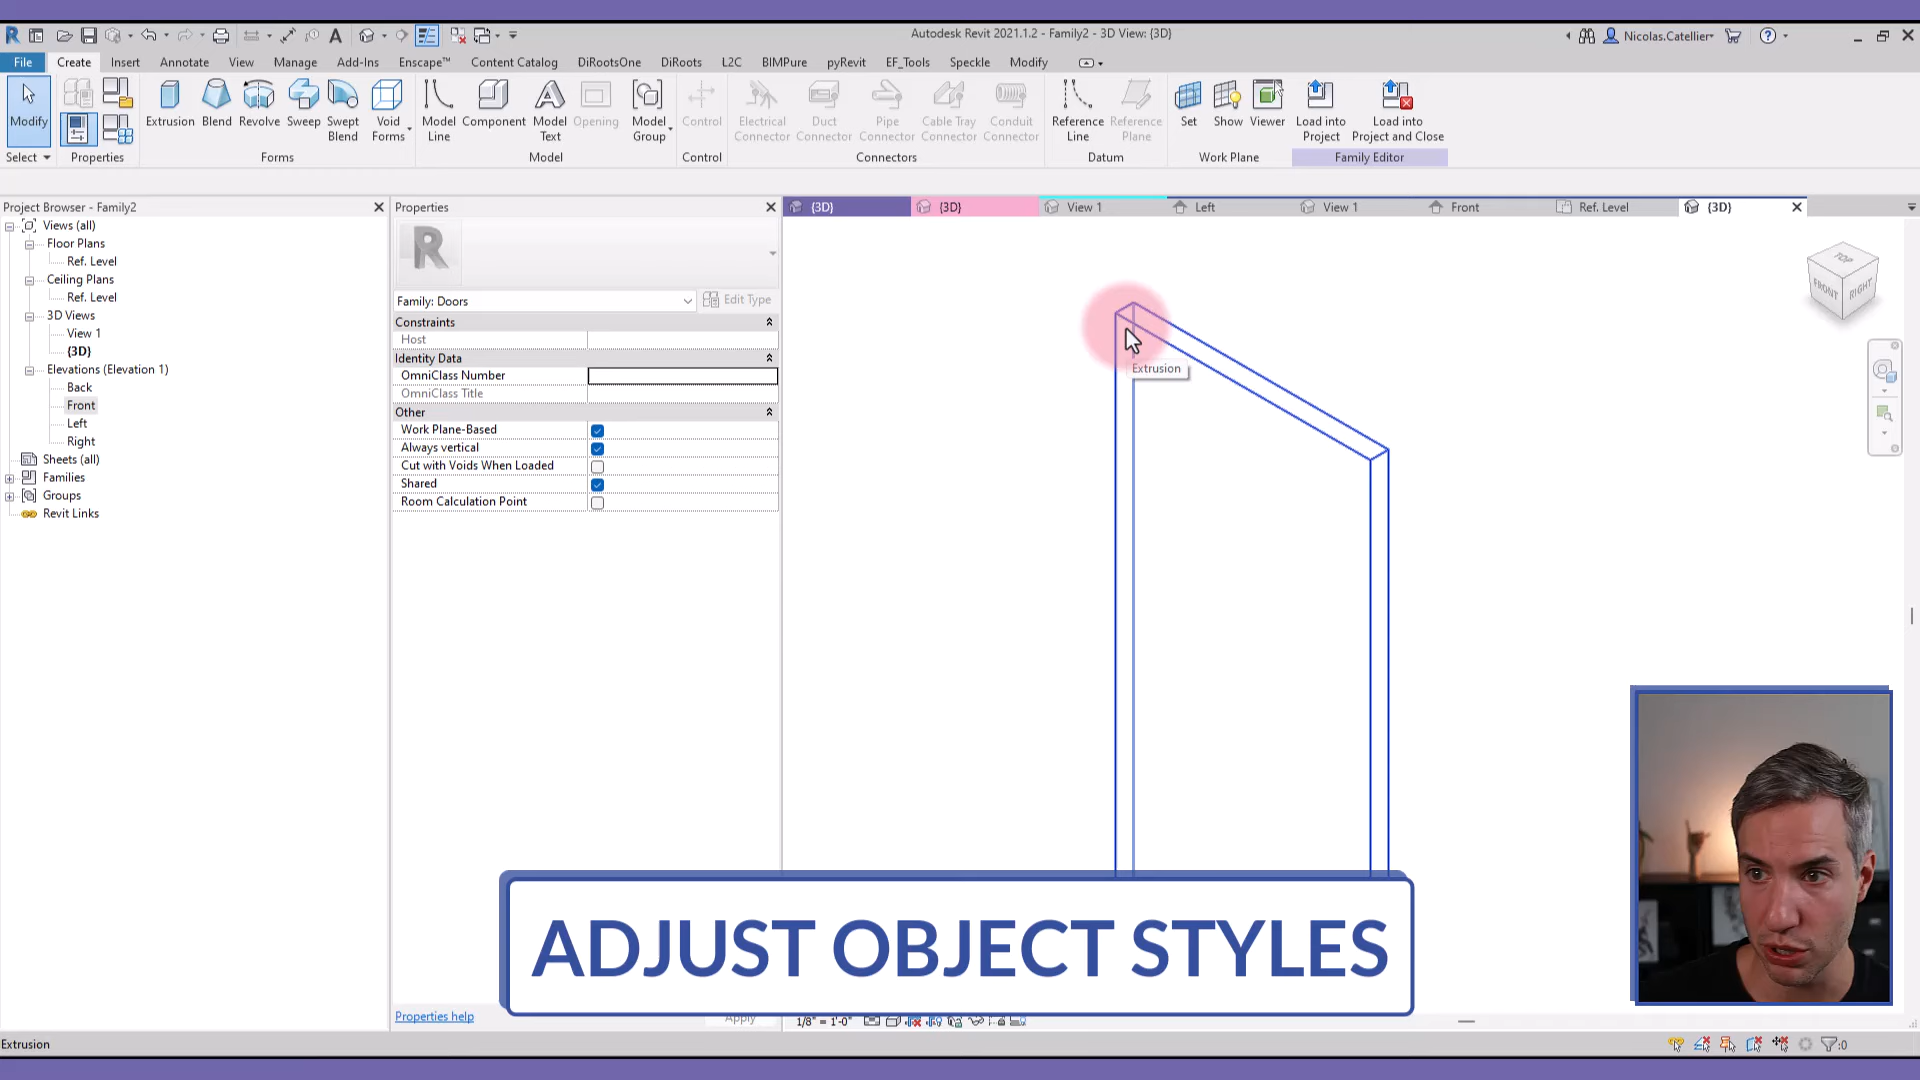 Autodesk Revit 2021.1.2 - Family2 - 3D View: {3D}
Nicolas.Catellier
File Create Insert Annotate View Manage Add-Ins Enscape™ Content Catalog DiRootsOne DiRoots L2C BIMPure pyRevit EF_Tools Speckle Modify
Modify
Extrusion Blend Revolve Sweep Swept Blend Void Forms
Model Line Component Model Text Opening Model Group
Control
Electrical Connector Duct Connector Pipe Connector Cable Tray Connector Conduit Connector
Reference Line Reference Plane
Set Show Viewer
Load into Project Load into Project and Close
Select Properties Forms Model Control Connectors Datum Work Plane Family Editor
Project Browser - Family2
Views (all)
Floor Plans
Ref. Level
Ceiling Plans
Ref. Level
3D Views
View 1
{3D}
Elevations (Elevation 1)
Back
Front
Left
Right
Sheets (all)
Families
Groups
Revit Links
Properties
R
Family: Doors
Edit Type
Constraints
Host
Identity Data
OmniClass Number
OmniClass Title
Other
Work Plane-Based
Always vertical
Cut with Voids When Loaded
Shared
Room Calculation Point
Properties help
Apply
{3D} {3D} View 1 Left View 1 Front Ref. Level {3D}
TOP
FRONT RIGHT
Extrusion
ADJUST OBJECT STYLES
1/8" = 1'-0"
Extrusion
:0